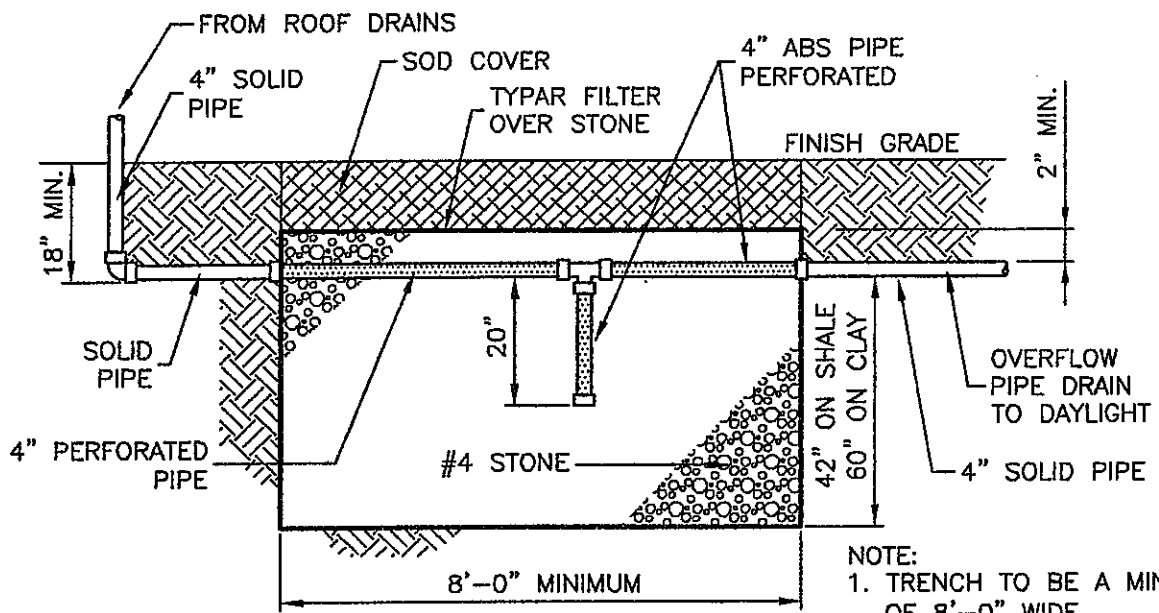 FROM ROOF DRAINS
4" SOLID
PIPE
SOD COVER
TYPAR FILTER
OVER STONE
4" ABS PIPE
PERFORATED
FINISH GRADE
2" MIN.
18" MIN.
SOLID
PIPE
20"
42" ON SHALE
60" ON CLAY
OVERFLOW
PIPE DRAIN
TO DAYLIGHT
4" PERFORATED
PIPE
#4 STONE
4" SOLID PIPE
8'-0" MINIMUM
NOTE:
1. TRENCH TO BE A MIN
OF 8'-0" WIDE